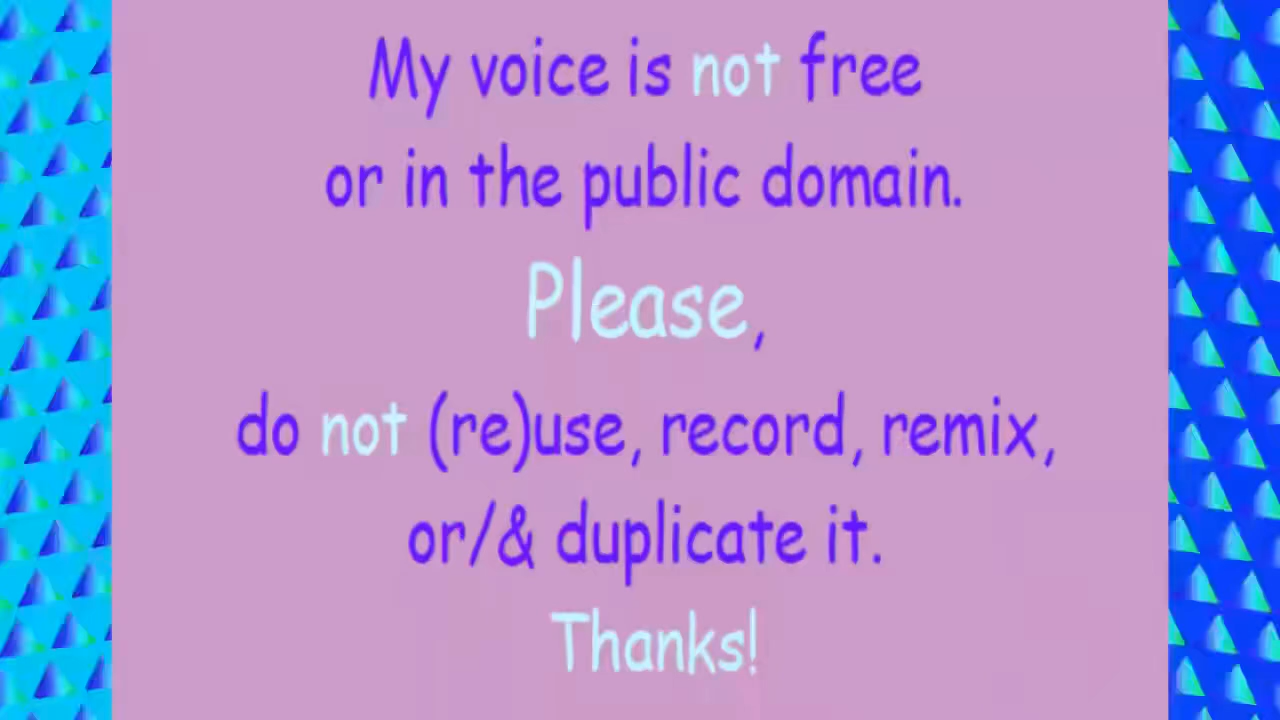 My voice is not free
or in the public domain.
Please,
do not (re)use, record, remix,
or/& duplicate it.
Thanks!